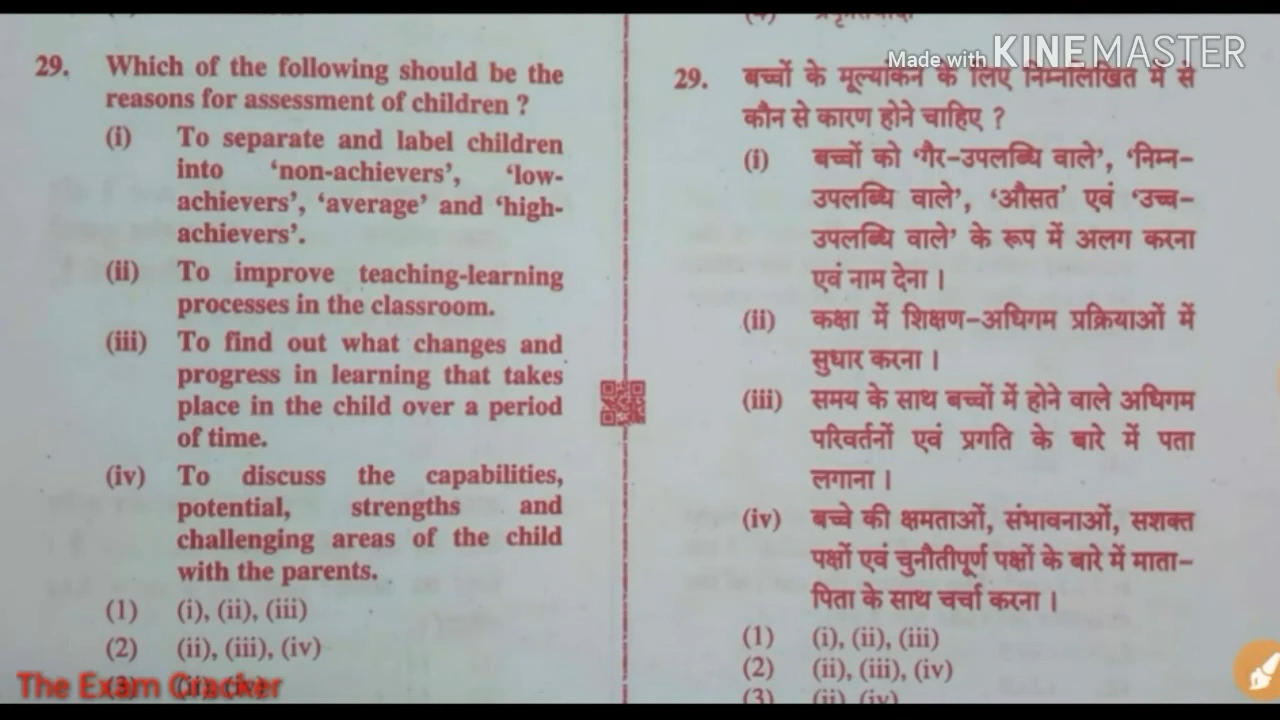 Made with KINEMASTER
29. Which of the following should be the
reasons for assessment of children ?
(i) To separate and label children
into 'non-achievers', 'low-
achievers', 'average' and 'high-
achievers'.
(ii) To improve teaching-learning
processes in the classroom.
(iii) To find out what changes and
progress in learning that takes
place in the child over a period
of time.
(iv) To discuss the capabilities,
potential, strengths and
challenging areas of the child
with the parents.
(1) (i), (ii), (iii)
(2) (ii), (iii), (iv)
The Exam Cracker
29. बच्चों के मूल्यांकन के लिए निम्नलिखित में से
कौन से कारण होने चाहिए ?
(i) बच्चों को 'गैर-उपलब्धि वाले', 'निम्न-
उपलब्धि वाले', 'औसत' एवं 'उच्च-
उपलब्धि वाले' के रूप में अलग करना
एवं नाम देना ।
(ii) कक्षा में शिक्षण-अधिगम प्रक्रियाओं में
सुधार करना ।
(iii) समय के साथ बच्चों में होने वाले अधिगम
परिवर्तनों एवं प्रगति के बारे में पता
लगाना ।
(iv) बच्चे की क्षमताओं, संभावनाओं, सशक्त
पक्षों एवं चुनौतीपूर्ण पक्षों के बारे में माता-
पिता के साथ चर्चा करना ।
(1) (i), (ii), (iii)
(2) (ii), (iii), (iv)
(3) (ii), (iv)